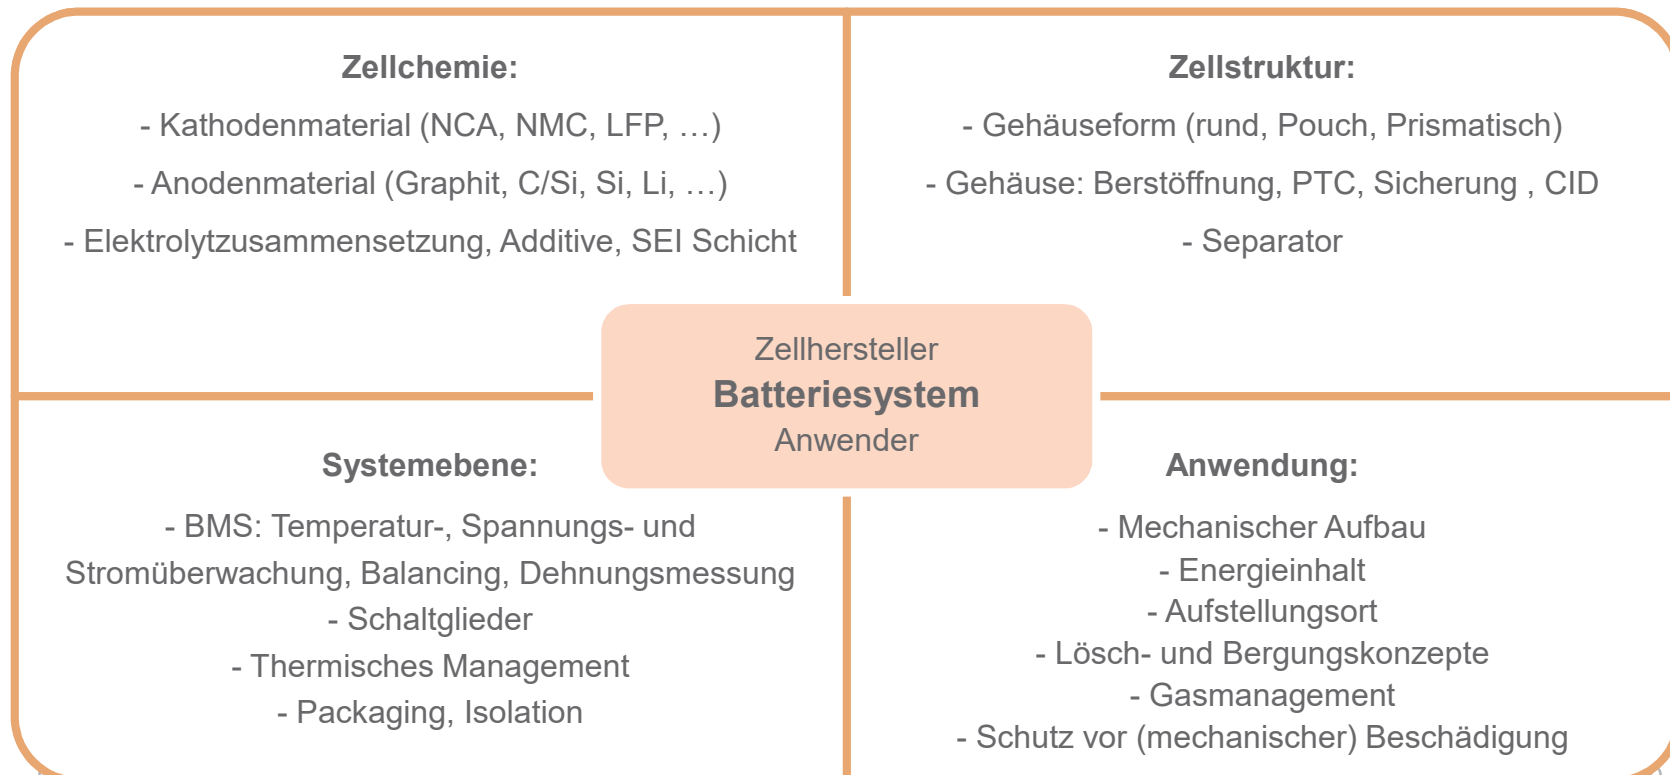 Zellchemie:
- Kathodenmaterial (NCA, NMC, LFP, …)
- Anodenmaterial (Graphit, C/Si, Si, Li, …)
- Elektrolytzusammensetzung, Additive, SEI Schicht
Zellstruktur:
- Gehäuseform (rund, Pouch, Prismatisch)
- Gehäuse: Berstöffnung, PTC, Sicherung , CID
- Separator
Zellhersteller
Batteriesystem
Anwender
Systemebene:
- BMS: Temperatur-, Spannungs- und
Stromüberwachung, Balancing, Dehnungsmessung
- Schaltglieder
- Thermisches Management
- Packaging, Isolation
Anwendung:
- Mechanischer Aufbau
- Energieinhalt
- Aufstellungsort
- Lösch- und Bergungskonzepte
- Gasmanagement
- Schutz vor (mechanischer) Beschädigung